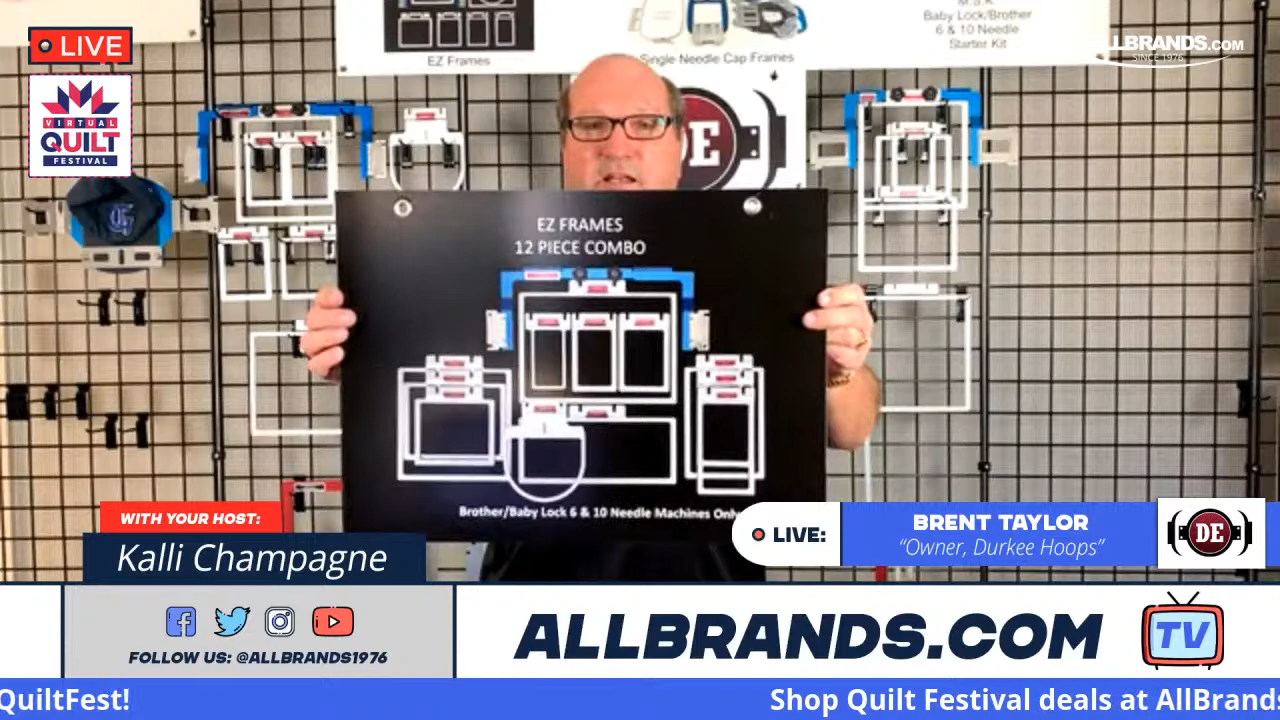 LIVE
VIRTUAL
QUILT
FESTIVAL
EZ Frames
Single Needle Cap Frames
M.S.K.
Baby Lock/Brother
6 & 10 Needle
Starter Kit
ALLBRANDS.COM
SINCE 1976
DE
EZ FRAMES
12 PIECE COMBO
Brother/Baby Lock 6 & 10 Needle Machines Only
WITH YOUR HOST:
Kalli Champagne
LIVE:
BRENT TAYLOR
“Owner, Durkee Hoops”
DE
FOLLOW US: @ALLBRANDS1976
ALLBRANDS.COM
TV
QuiltFest!
Shop Quilt Festival deals at AllBrands